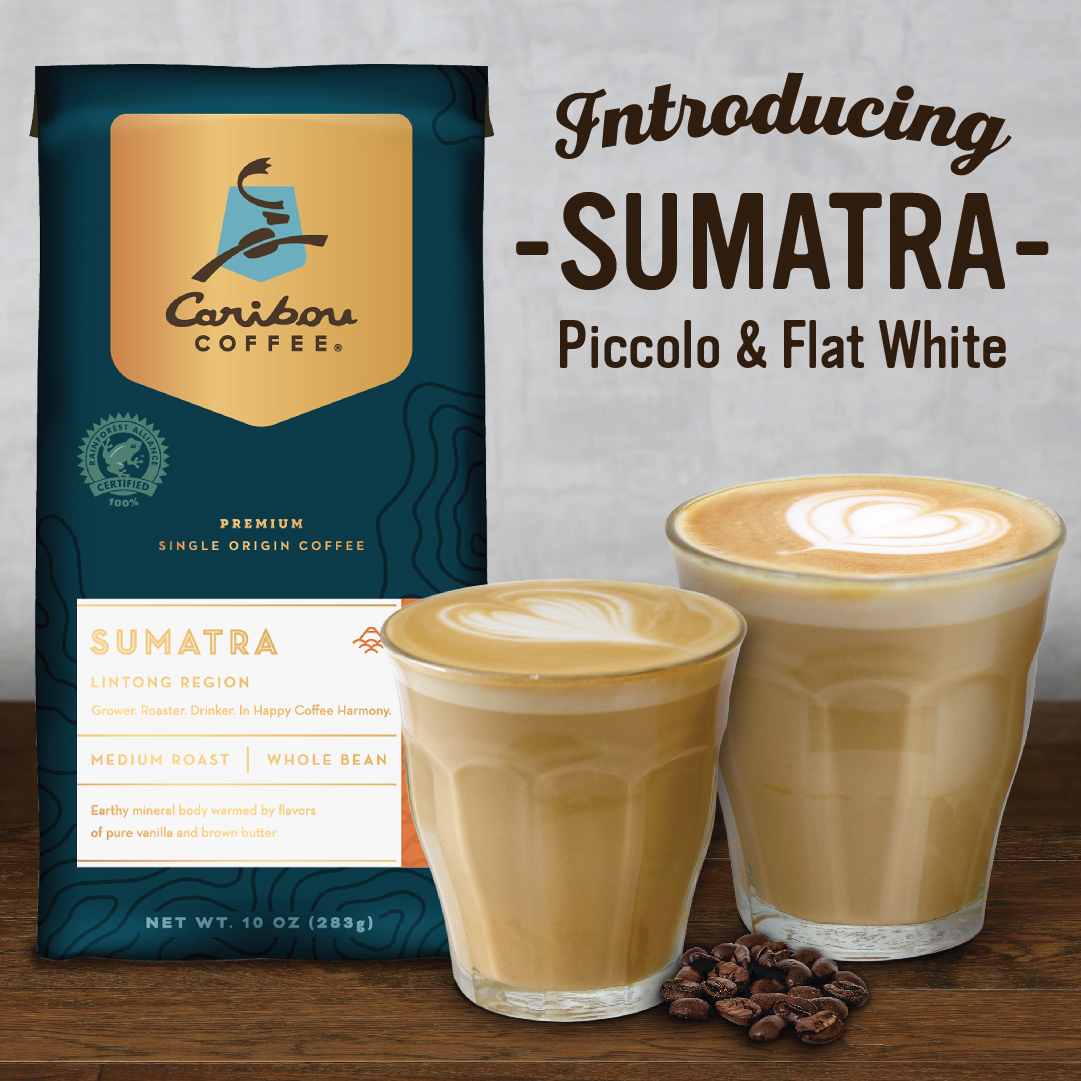 Introducing
-SUMATRA-
Piccolo & Flat White
Caribou
COFFEE®
RAINFOREST ALLIANCE
CERTIFIED
100%
PREMIUM
SINGLE ORIGIN COFFEE
SUMATRA
LINTONG REGION
Grower. Roaster. Drinker. In Happy Coffee Harmony.
MEDIUM ROAST | WHOLE BEAN
Earthy mineral body warmed by flavors
of pure vanilla and brown butter
NET WT. 10 OZ (283g)